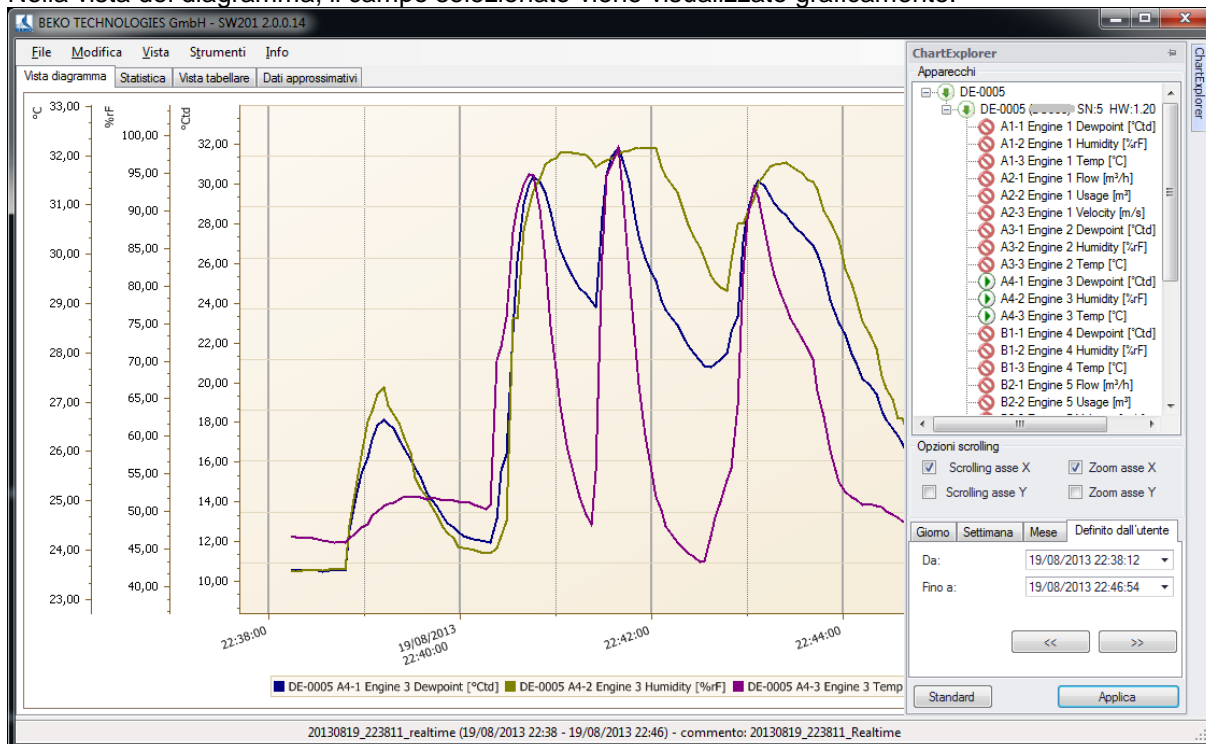 Nella vista del diagramma, il campo selezionato viene visualizzato graficamente.
BEKO TECHNOLOGIES GmbH - SW201 2.0.0.14
File Modifica Vista Strumenti Info
Vista diagramma Statistica Vista tabellare Dati approssimativi
°C
33,00
32,00
31,00
30,00
29,00
28,00
27,00
26,00
25,00
24,00
23,00
%rF
100,00
95,00
90,00
85,00
80,00
75,00
70,00
65,00
60,00
55,00
50,00
45,00
40,00
°Ctd
32,00
30,00
28,00
26,00
24,00
22,00
20,00
18,00
16,00
14,00
12,00
10,00
22:38:00
19/08/2013
22:40:00
22:42:00
22:44:00
DE-0005 A4-1 Engine 3 Dewpoint [°Ctd] DE-0005 A4-2 Engine 3 Humidity [%rF] DE-0005 A4-3 Engine 3 Temp
ChartExplorer
ChartExplorer
Apparecchi
DE-0005
DE-0005 SN:5 HW:1.20
A1-1 Engine 1 Dewpoint [°Ctd]
A1-2 Engine 1 Humidity [%rF]
A1-3 Engine 1 Temp [°C]
A2-1 Engine 1 Flow [m³/h]
A2-2 Engine 1 Usage [m³]
A2-3 Engine 1 Velocity [m/s]
A3-1 Engine 2 Dewpoint [°Ctd]
A3-2 Engine 2 Humidity [%rF]
A3-3 Engine 2 Temp [°C]
A4-1 Engine 3 Dewpoint [°Ctd]
A4-2 Engine 3 Humidity [%rF]
A4-3 Engine 3 Temp [°C]
B1-1 Engine 4 Dewpoint [°Ctd]
B1-2 Engine 4 Humidity [%rF]
B1-3 Engine 4 Temp [°C]
B2-1 Engine 5 Flow [m³/h]
B2-2 Engine 5 Usage [m³]
Opzioni scrolling
Scrolling asse X Zoom asse X
Scrolling asse Y Zoom asse Y
Giorno Settimana Mese Definito dall'utente
Da: 19/08/2013 22:38:12
Fino a: 19/08/2013 22:46:54
<< >>
Standard Applica
20130819_223811_realtime (19/08/2013 22:38 - 19/08/2013 22:46) - commento: 20130819_223811_Realtime